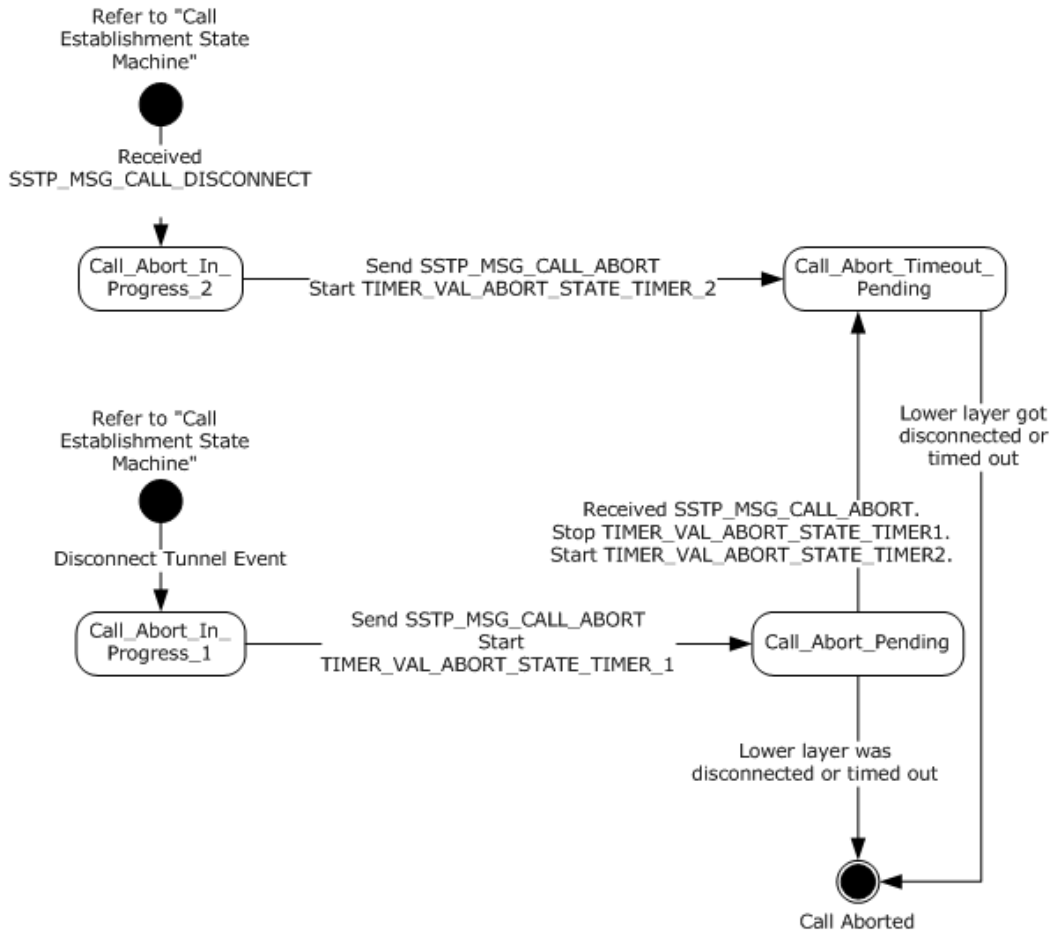 Refer to "Call
Establishment State
Machine"
Received
SSTP_MSG_CALL_DISCONNECT
Call_Abort_In_
Progress_2
Send SSTP_MSG_CALL_ABORT
Start TIMER_VAL_ABORT_STATE_TIMER_2
Call_Abort_Timeout_
Pending
Lower layer got
disconnected or
timed out
Refer to "Call
Establishment State
Machine"
Disconnect Tunnel Event
Received SSTP_MSG_CALL_ABORT.
Stop TIMER_VAL_ABORT_STATE_TIMER1.
Start TIMER_VAL_ABORT_STATE_TIMER2.
Call_Abort_In_
Progress_1
Send SSTP_MSG_CALL_ABORT
Start
TIMER_VAL_ABORT_STATE_TIMER_1
Call_Abort_Pending
Lower layer was
disconnected or timed out
Call Aborted